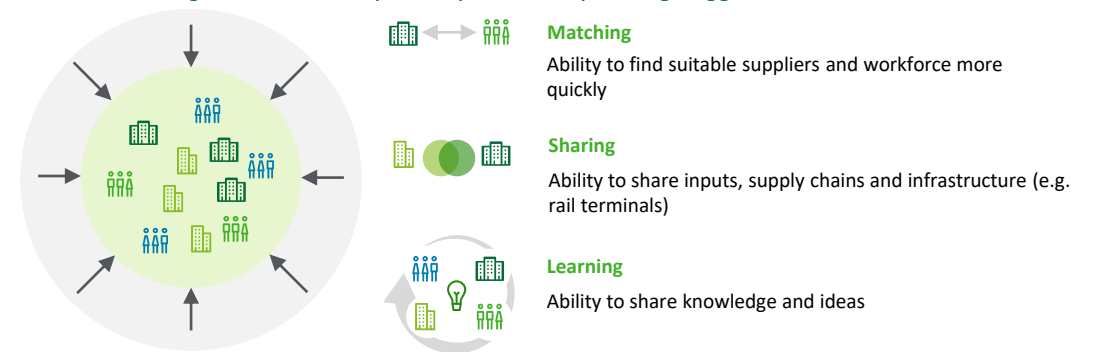 Matching
Ability to find suitable suppliers and workforce more
quickly
Sharing
Ability to share inputs, supply chains and infrastructure (e.g.
rail terminals)
Learning
Ability to share knowledge and ideas